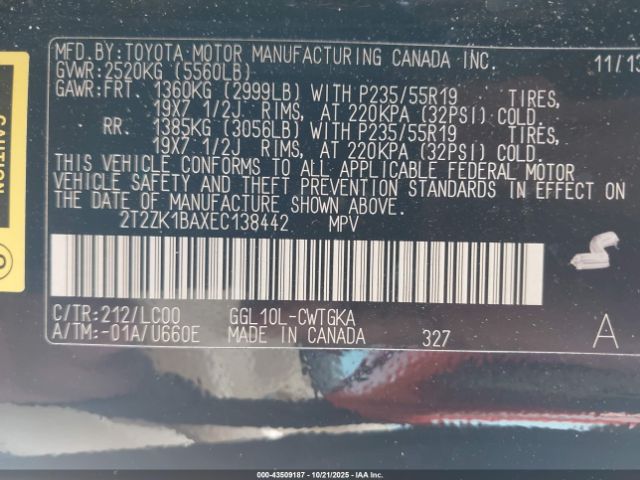 MFD.BY:TOYOTA MOTOR MANUFACTURING CANADA INC. 11/13
GVWR:2520KG (5560LB)
GAWR:FRT. 1360KG (2999LB) WITH P235/55R19 TIRES,
19X7 1/2J RIMS, AT 220KPA (32PSI) COLD.
RR. 1385KG (3056LB) WITH P235/55R19 TIRES,
19X7 1/2J RIMS, AT 220KPA (32PSI) COLD.
THIS VEHICLE CONFORMS TO ALL APPLICABLE FEDERAL MOTOR
VEHICLE SAFETY AND THEFT PREVENTION STANDARDS IN EFFECT ON
THE DATE OF MANUFACTURE SHOWN ABOVE.
2T2ZK1BAXEC138442 MPV
C/TR:212/LC00 GGL10L-CWTGKA
A/TM:-01A/U660E MADE IN CANADA 327 A
CAUTION
000-43509187 - 10/21/2025 - IAAI.com